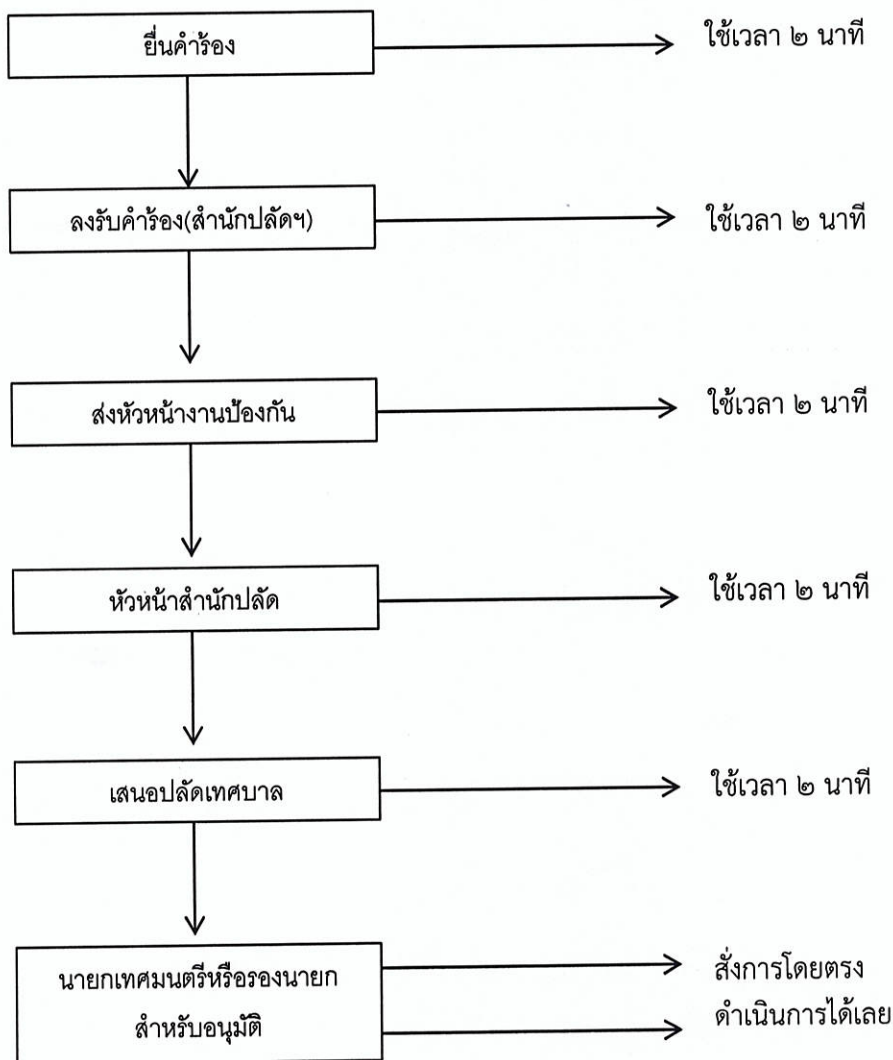 ยื่นคำร้อง
ใช้เวลา ๒ นาที
ลงรับคำร้อง(สำนักปลัดฯ)
ใช้เวลา ๒ นาที
ส่งหัวหน้างานป้องกัน
ใช้เวลา ๒ นาที
หัวหน้าสำนักปลัด
ใช้เวลา ๒ นาที
เสนอปลัดเทศบาล
ใช้เวลา ๒ นาที
นายกเทศมนตรีหรือรองนายก
สำหรับอนุมัติ
สั่งการโดยตรง
ดำเนินการได้เลย